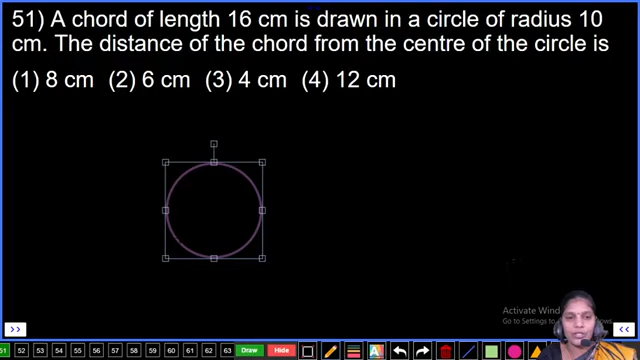 51) A chord of length 16 cm is drawn in a circle of radius 10
cm. The distance of the chord from the centre of the circle is
(1) 8 cm (2) 6 cm (3) 4 cm (4) 12 cm
Activate Wind
Go to Settings to
>>
<<
51 52 53 54 55 56 57 58 59 60 61 62 63 Draw Hide A